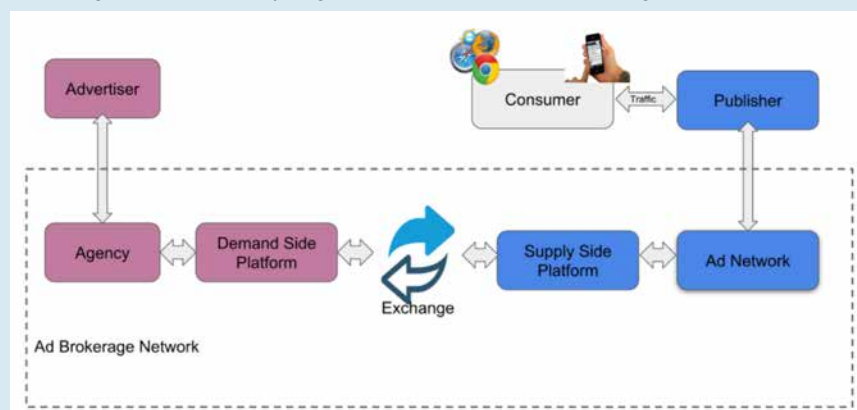 Advertiser
Consumer
Traffic
Publisher
Agency
Demand Side
Platform
Exchange
Supply Side
Platform
Ad Network
Ad Brokerage Network